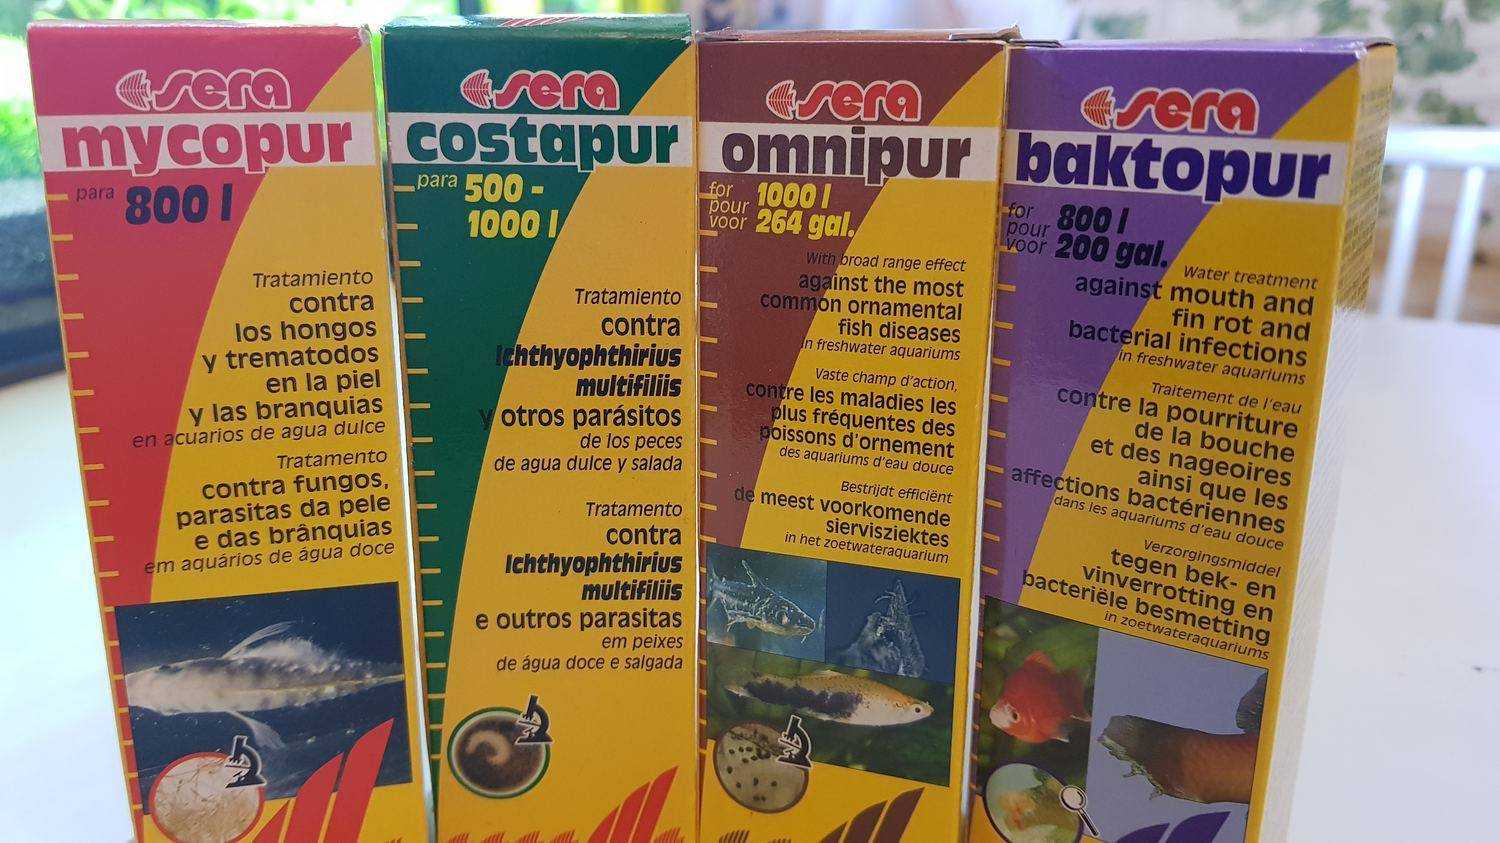 sera
mycopur
para 800 l
Tratamiento
contra
los hongos
y trematodos
en la piel
y las branquias
en acuarios de agua dulce
Tratamento
contra fungos,
parasitas da pele
e das brânquias
em aquários de água doce
sera
costapur
para 500 -
1000 l
Tratamiento
contra
Ichthyophthirius
multifiliis
y otros parásitos
de los peces
de agua dulce y salada
Tratamento
contra
Ichthyophthirius
multifiliis
e outros parasitas
em peixes
de água doce e salgada
sera
omnipur
for
pour
voor
1000 l
264 gal.
With broad range effect
against the most
common ornamental
fish diseases
in freshwater aquariums
Vaste champ d'action,
contre les maladies les
plus fréquentes des
poissons d'ornement
des aquariums d'eau douce
Bestrijdt efficiënt
de meest voorkomende
siervisziektes
in het zoetwateraquarium
sera
baktopur
for
pour
voor
800 l
200 gal.
Water treatment
against mouth and
fin rot and
bacterial infections
in freshwater aquariums
Traitement de l'eau
contre la pourriture
de la bouche
et des nageoires
ainsi que les
affections bactériennes
dans les aquariums d'eau douce
Verzorgingsmiddel
tegen bek- en
vinverrotting en
bacteriële besmetting
in zoetwateraquariums